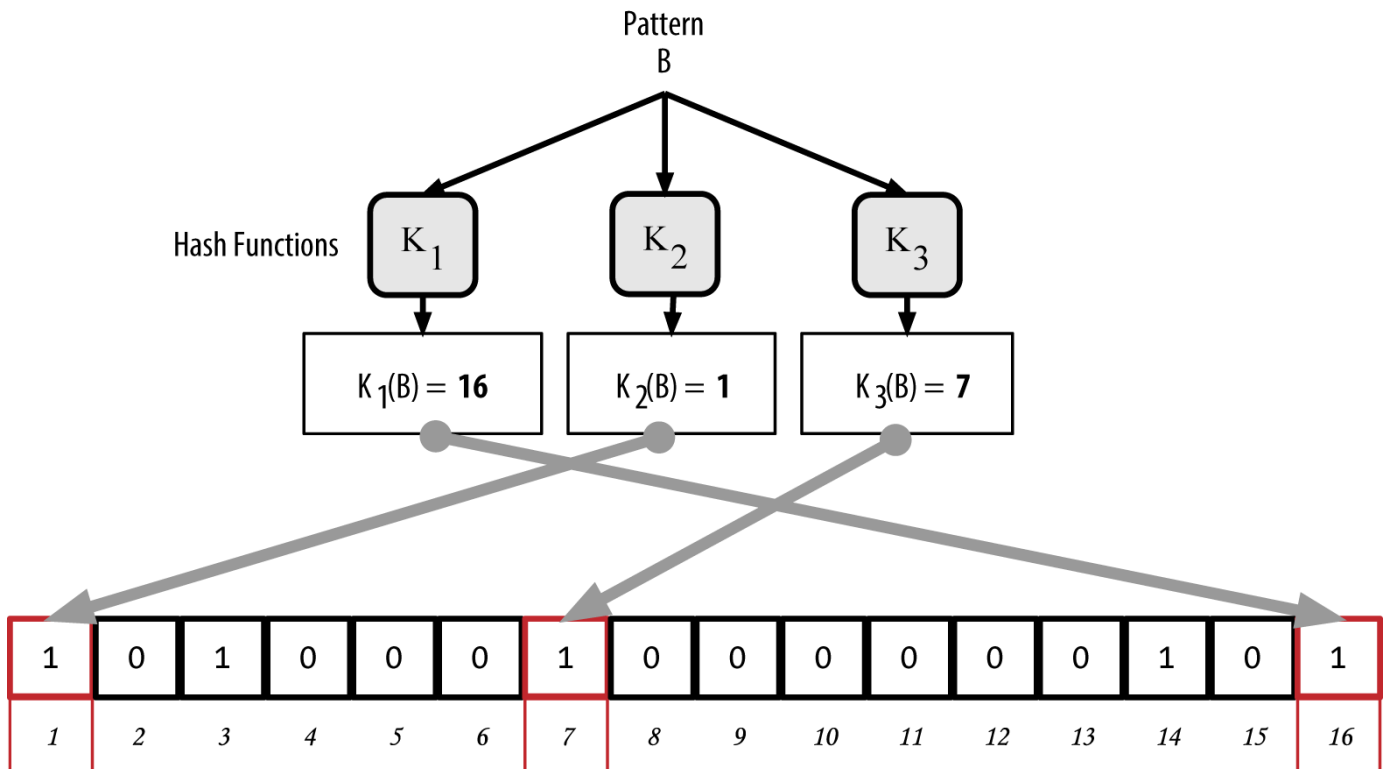 Pattern
B
Hash Functions
K1
K2
K3
K1(B) = 16
K2(B) = 1
K3(B) = 7
1 0 1 0 0 0 1 0 0 0 0 0 0 1 0 1
1 2 3 4 5 6 7 8 9 10 11 12 13 14 15 16